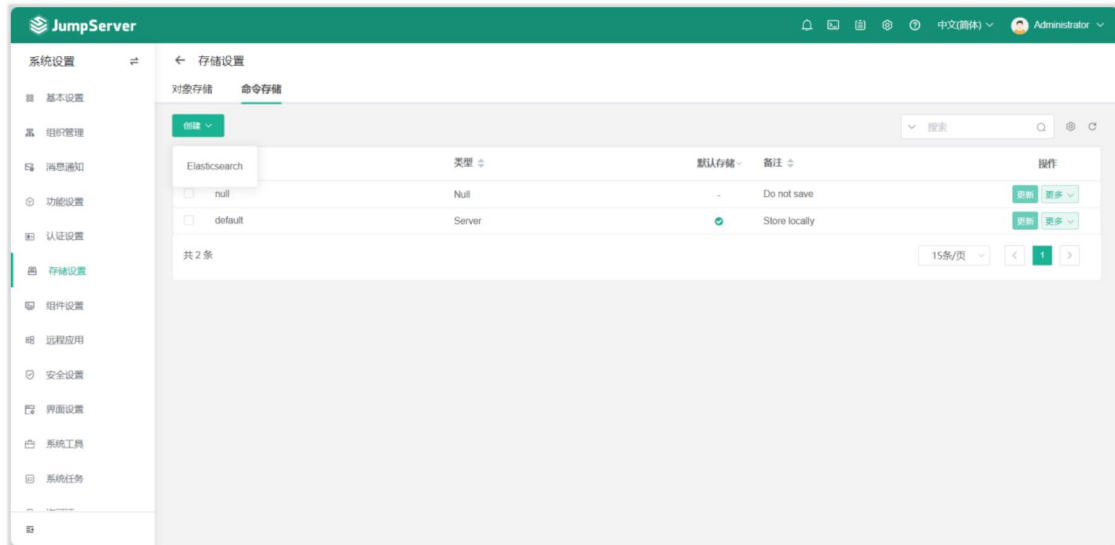 JumpServer
中文(简体)
Administrator
系统设置
存储设置
基本设置
组织管理
消息通知
功能设置
认证设置
存储设置
组件设置
远程应用
安全设置
界面设置
系统工具
系统任务
对象存储 命令存储
创建
搜索
Elasticsearch
类型 默认存储 备注 操作
null Null - Do not save 更新 更多
default Server Store locally 更新 更多
共 2 条
15条/页 1